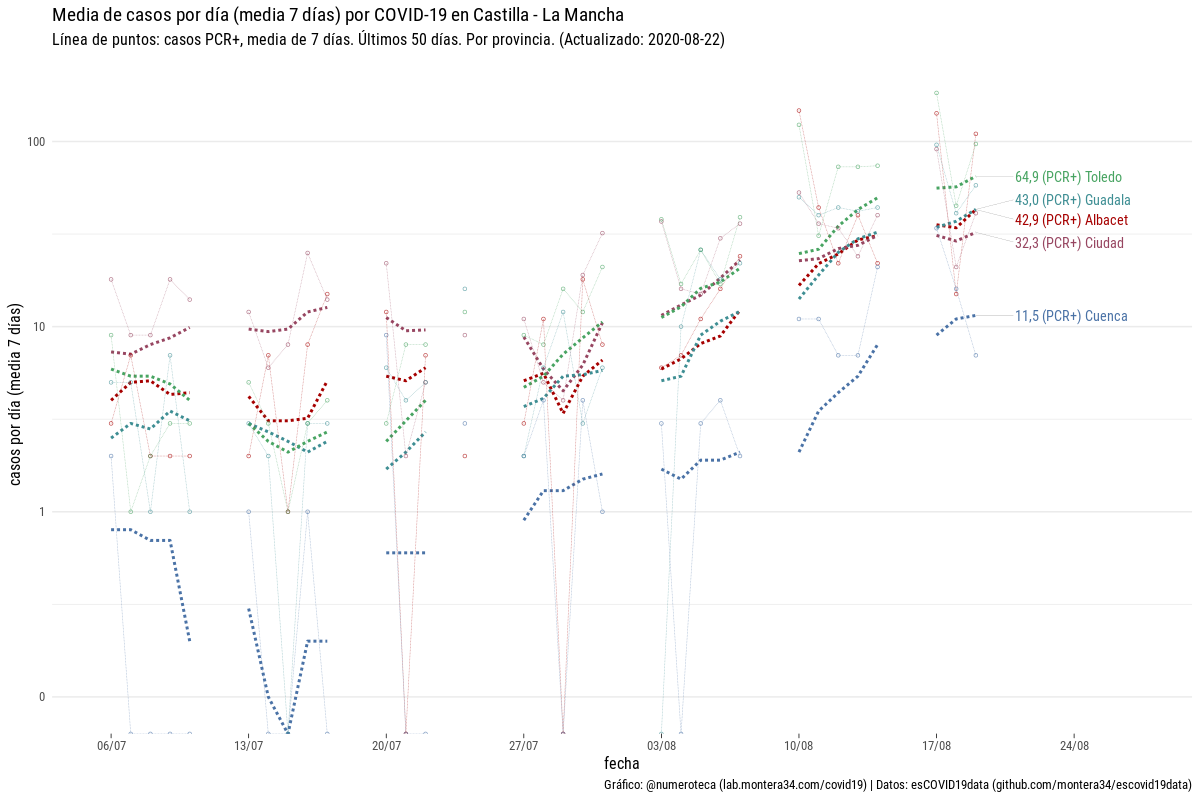 Media de casos por día (media 7 días) por COVID-19 en Castilla - La Mancha
Línea de puntos: casos PCR+, media de 7 días. Últimos 50 días. Por provincia. (Actualizado: 2020-08-22)
casos por día (media 7 días)
100
10
1
0
64,9 (PCR+) Toledo
43,0 (PCR+) Guadala
42,9 (PCR+) Albacet
32,3 (PCR+) Ciudad
11,5 (PCR+) Cuenca
06/07
13/07
20/07
27/07
03/08
10/08
17/08
24/08
fecha
Gráfico: @numeroteca (lab.montera34.com/covid19) | Datos: esCOVID19data (github.com/montera34/escovid19data)